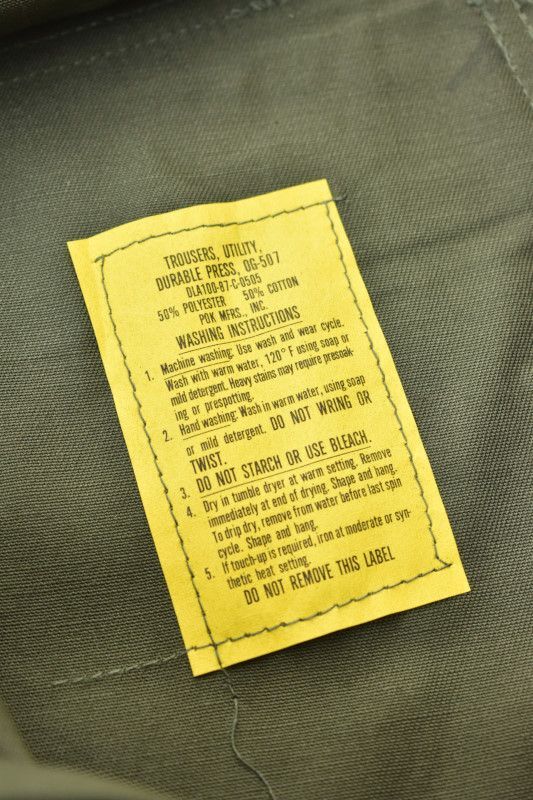 TROUSERS, UTILITY,
DURABLE PRESS, OG-507
DLA100-87-C-0505
50% POLYESTER 50% COTTON
POK MFRS., INC.
WASHING INSTRUCTIONS
1. Machine washing: Use wash and wear cycle.
Wash with warm water, 120° F using soap or
mild detergent. Heavy stains may require presoak-
ing or prespotting.
2. Hand washing: Wash in warm water, using soap
or mild detergent. DO NOT WRING OR
TWIST.
3. DO NOT STARCH OR USE BLEACH.
4. Dry in tumble dryer at warm setting. Remove
immediately at end of drying. Shape and hang.
To drip dry, remove from water before last spin
cycle. Shape and hang.
5. If touch-up is required, iron at moderate or syn-
thetic heat setting.
DO NOT REMOVE THIS LABEL